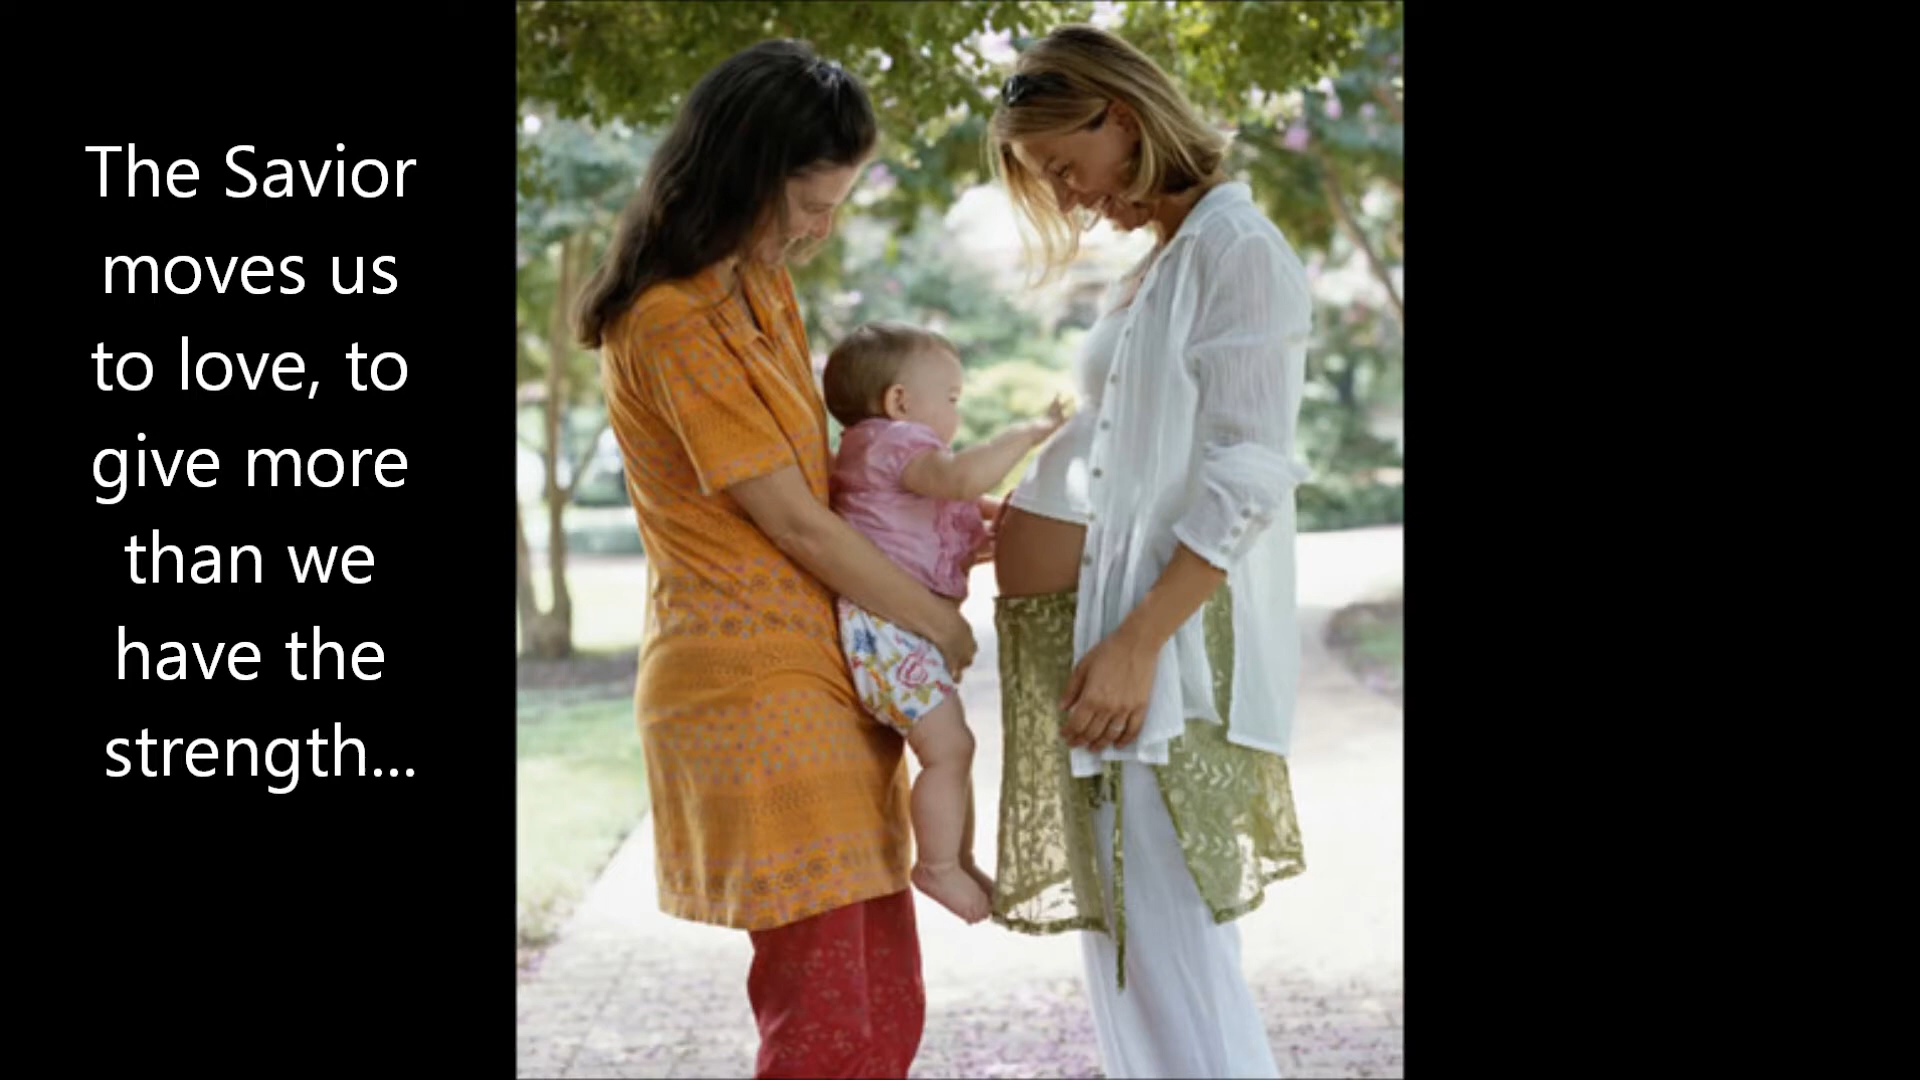 The Savior
moves us
to love, to
give more
than we
have the
strength...